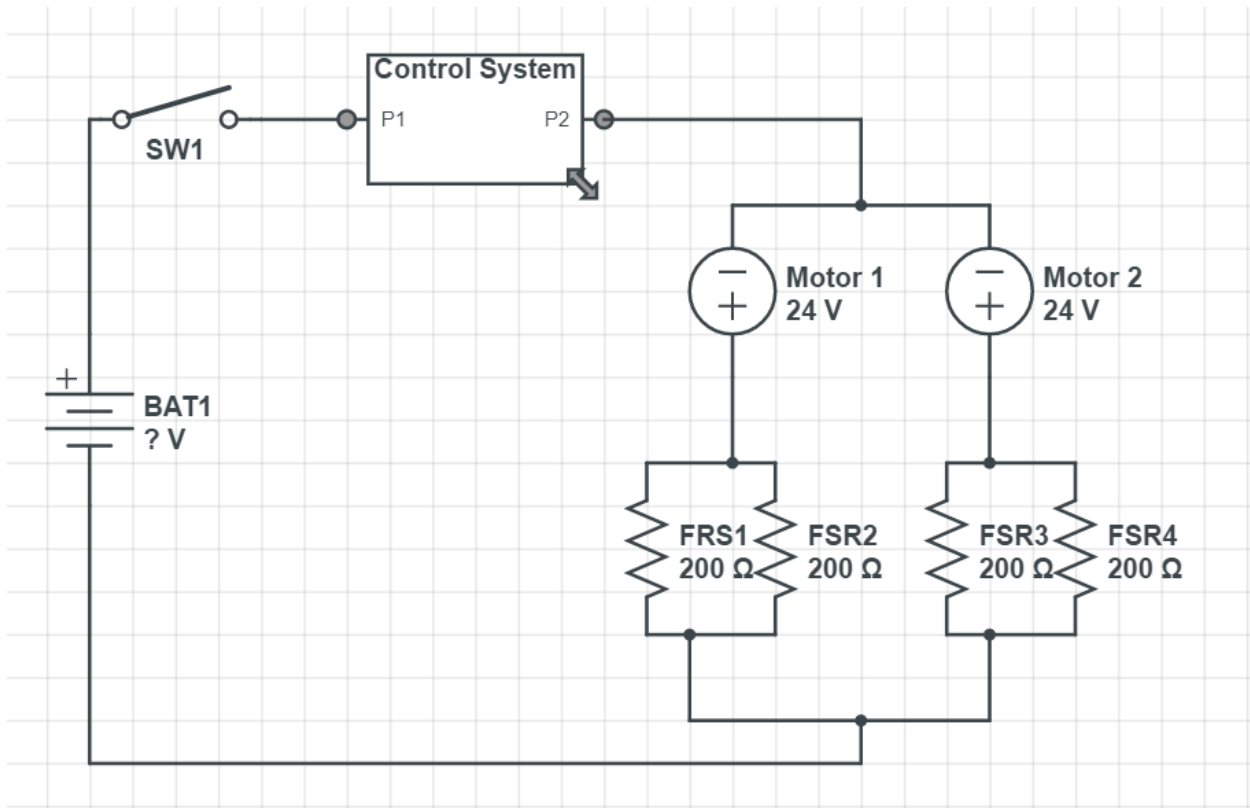 Control System
P1
P2
SW1
Motor 1
24 V
Motor 2
24 V
+
BAT1
? V
FRS1
200 Ω
FSR2
200 Ω
FSR3
200 Ω
FSR4
200 Ω